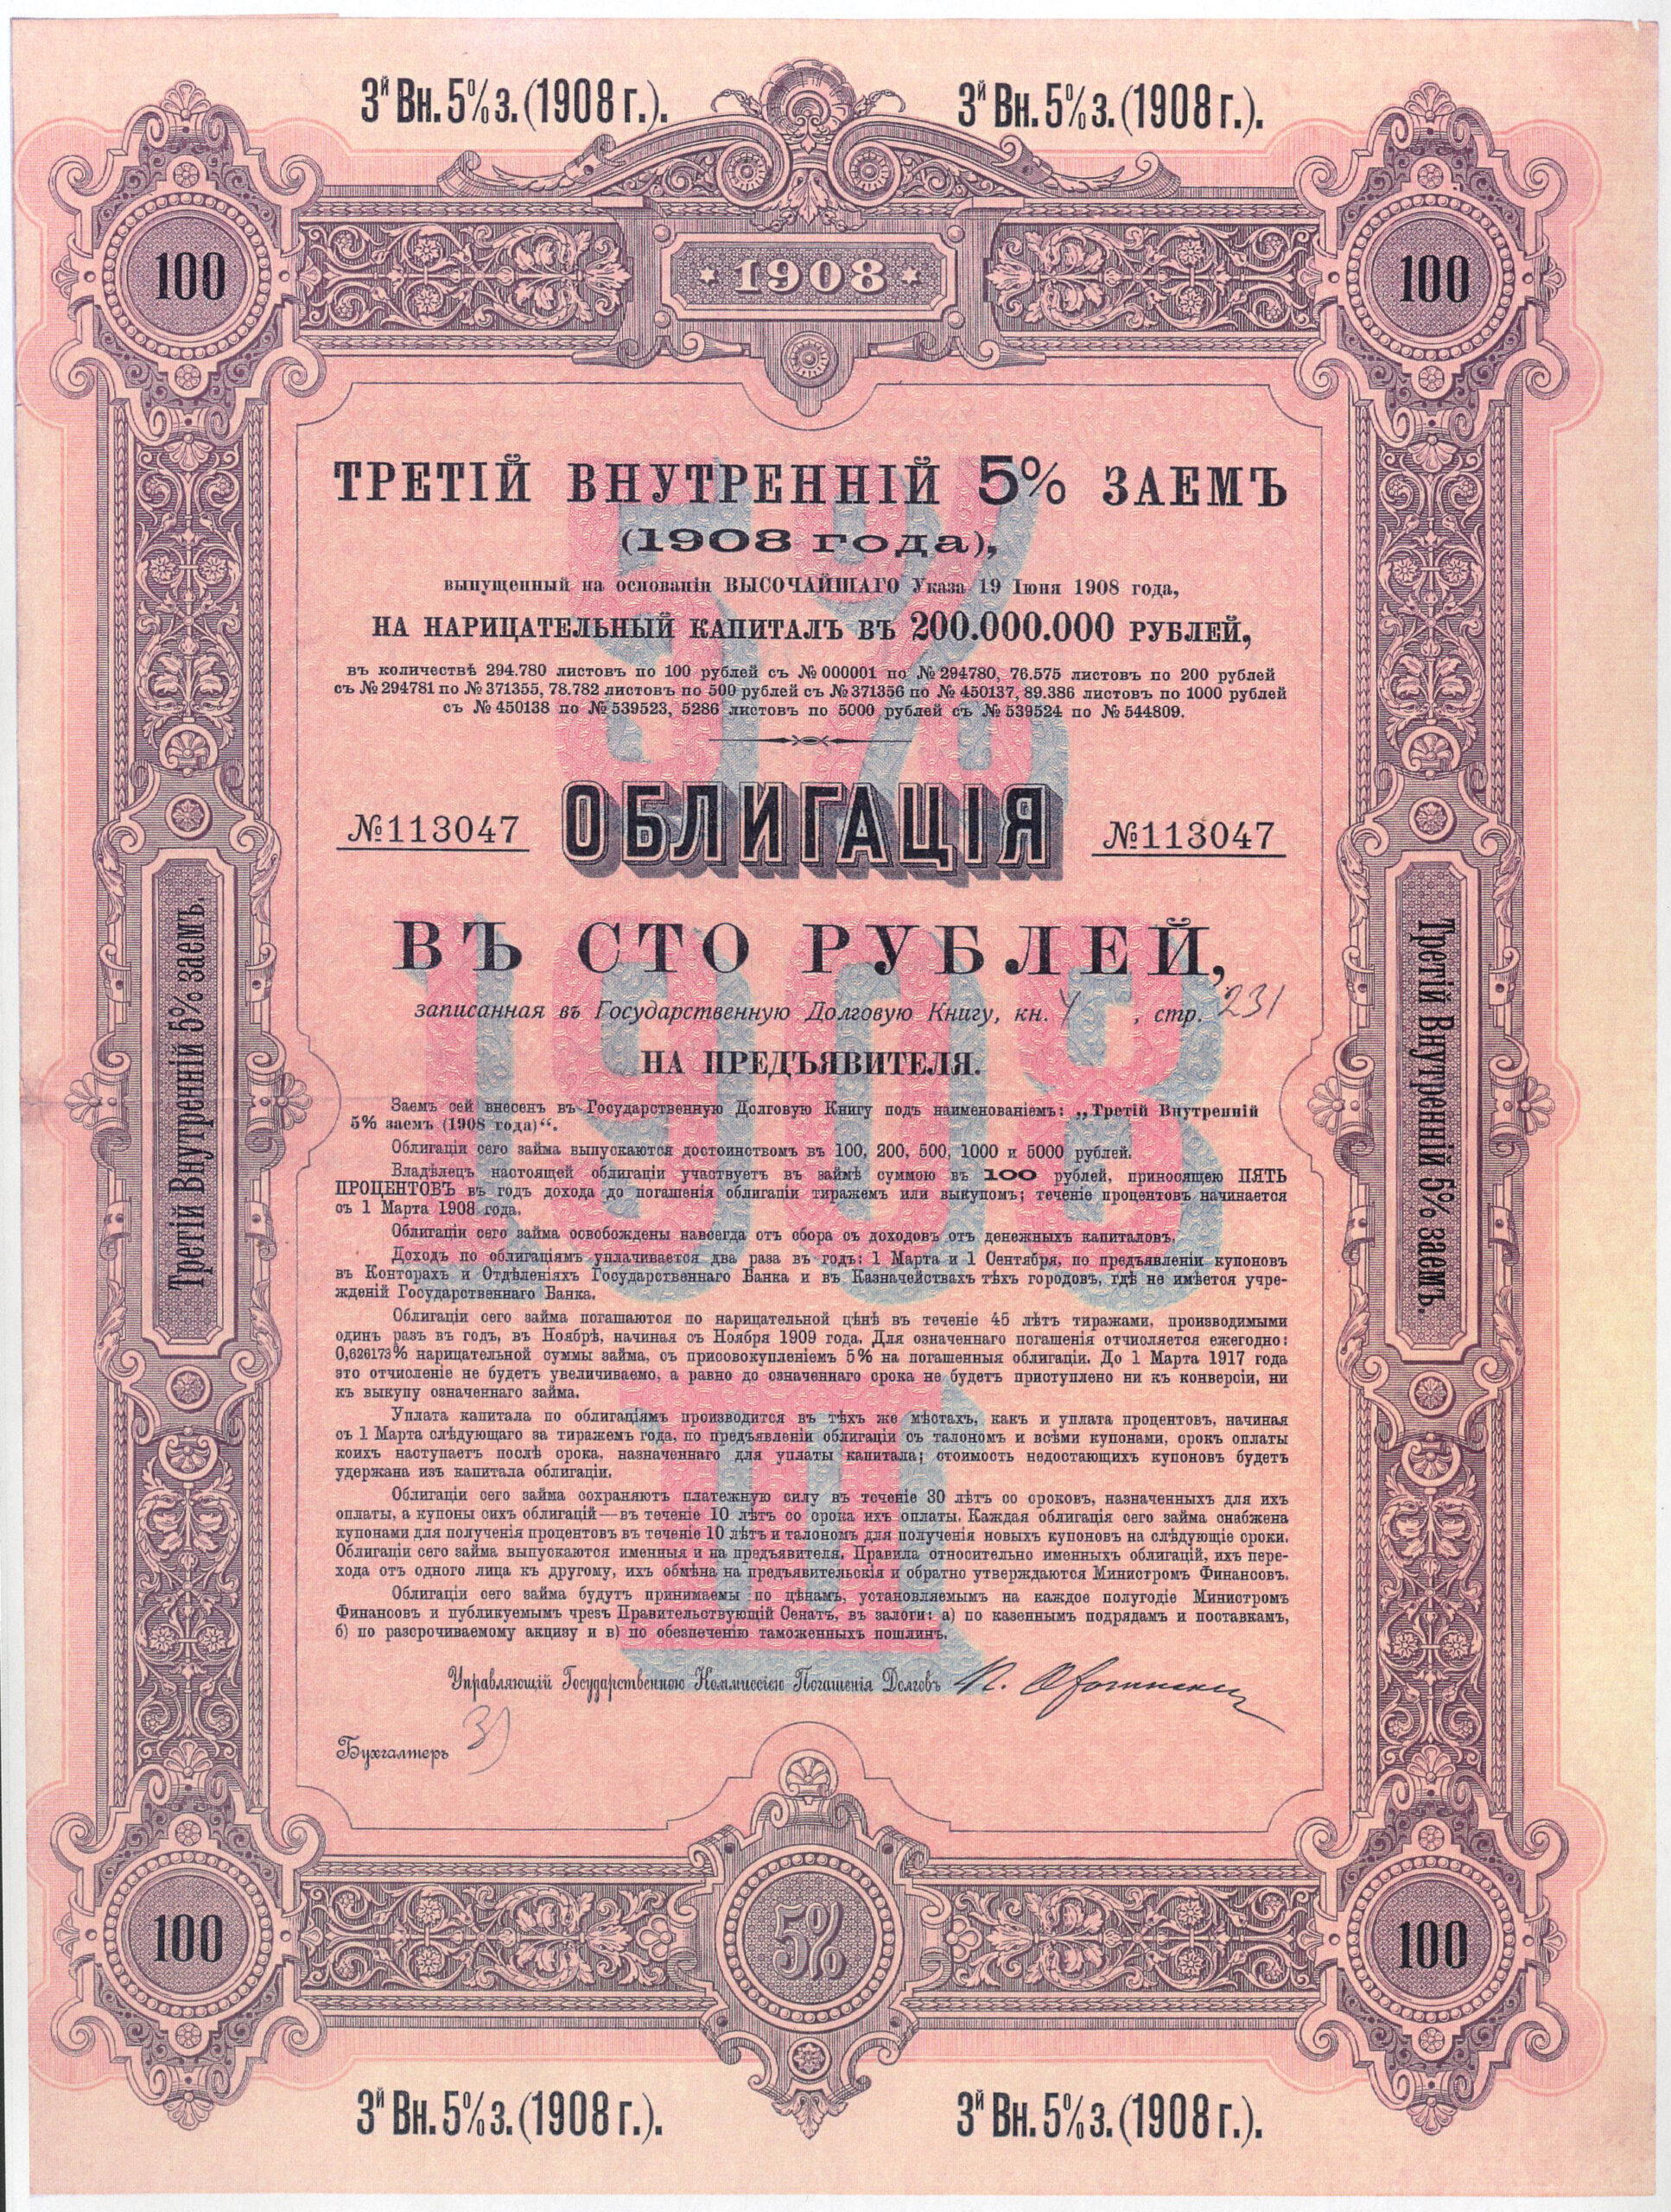 3й Вн. 5% з. (1908 г.). 3й Вн. 5% з. (1908 г.).
100 * 1908 * 100
ТРЕТІЙ ВНУТРЕННІЙ 5% ЗАЕМЪ
(1908 года),
выпущенный на основаніи ВЫСОЧАЙШАГО Указа 19 Іюня 1908 года,
НА НАРИЦАТЕЛЬНЫЙ КАПИТАЛЪ ВЪ 200.000.000 РУБЛЕЙ,
въ количествѣ 294.780 листовъ по 100 рублей съ № 000001 по № 294780, 76.575 листовъ по 200 рублей
съ № 294781 по № 371355, 78.782 листовъ по 500 рублей съ № 371356 по № 450137, 89.386 листовъ по 1000 рублей
съ № 450138 по № 539523, 5286 листовъ по 5000 рублей съ № 539524 по № 544809.
№113047 ОБЛИГАЦІЯ №113047
ВЪ СТО РУБЛЕЙ,
записанная въ Государственную Долговую Книгу, кн. , стр. 231
НА ПРЕДЪЯВИТЕЛЯ.
Заемъ сей внесенъ въ Государственную Долговую Книгу подъ наименованіемъ: „Третій Внутренній
5% заемъ (1908 года)“.
Облигаціи сего займа выпускаются достоинствомъ въ 100, 200, 500, 1000 и 5000 рублей.
Владѣлецъ настоящей облигаціи участвуетъ въ займѣ суммою въ 100 рублей, приносящею ПЯТЬ
ПРОЦЕНТОВЪ въ годъ дохода до погашенія облигаціи тиражемъ или выкупомъ; теченіе процентовъ начинается
съ 1 Марта 1908 года.
Облигаціи сего займа освобождены навсегда отъ сбора съ доходовъ отъ денежныхъ капиталовъ.
Доходъ по облигаціямъ уплачивается два раза въ годъ: 1 Марта и 1 Сентября, по предъявленіи купоновъ
въ Конторахъ и Отдѣленіяхъ Государственнаго Банка и въ Казначействахъ тѣхъ городовъ, гдѣ не имѣется учре-
жденій Государственнаго Банка.
Облигаціи сего займа погашаются по нарицательной цѣнѣ въ теченіе 45 лѣтъ тиражами, производимыми
одинъ разъ въ годъ, въ Ноябрѣ, начиная съ Ноября 1909 года. Для означеннаго погашенія отчисляется ежегодно:
0,626173% нарицательной суммы займа, съ присовокупленіемъ 5% на погашенныя облигаціи. До 1 Марта 1917 года
это отчисленіе не будетъ увеличиваемо, а равно до означеннаго срока не будетъ приступлено ни къ конверсіи, ни
къ выкупу означеннаго займа.
Уплата капитала по облигаціямъ производится въ тѣхъ же мѣстахъ, какъ и уплата процентовъ, начиная
съ 1 Марта слѣдующаго за тиражемъ года, по предъявленіи облигаціи съ талономъ и всѣми купонами, срокъ оплаты
коихъ наступаетъ послѣ срока, назначеннаго для уплаты капитала; стоимость недостающихъ купоновъ будетъ
удержана изъ капитала облигаціи.
Облигаціи сего займа сохраняютъ платежную силу въ теченіе 30 лѣтъ со сроковъ, назначенныхъ для ихъ
оплаты, а купоны сихъ облигацій — въ теченіе 10 лѣтъ со срока ихъ оплаты. Каждая облигація сего займа снабжена
купонами для полученія процентовъ въ теченіе 10 лѣтъ и талономъ для полученія новыхъ купоновъ на слѣдующіе сроки.
Облигаціи сего займа выпускаются именныя и на предъявителя. Правила относительно именныхъ облигацій, ихъ пере-
хода отъ одного лица къ другому, ихъ обмѣна на предъявительскія и обратно утверждаются Министромъ Финансовъ.
Облигаціи сего займа будутъ принимаемы по цѣнамъ, установляемымъ на каждое полугодіе Министромъ
Финансовъ и публикуемымъ чрезъ Правительствующій Сенатъ, въ залоги: а) по казеннымъ подрядамъ и поставкамъ,
б) по разсрочиваемому акцизу и в) по обезпеченію таможенныхъ пошлинъ.
Управляющій Государственною Коммиссіею Погашенія Долговъ
Бухгалтеръ
Третій Внутренній 5% заемъ.
Третій Внутренній 5% заемъ.
5%
1908
III
100 5% 100
3й Вн. 5% з. (1908 г.). 3й Вн. 5% з. (1908 г.).